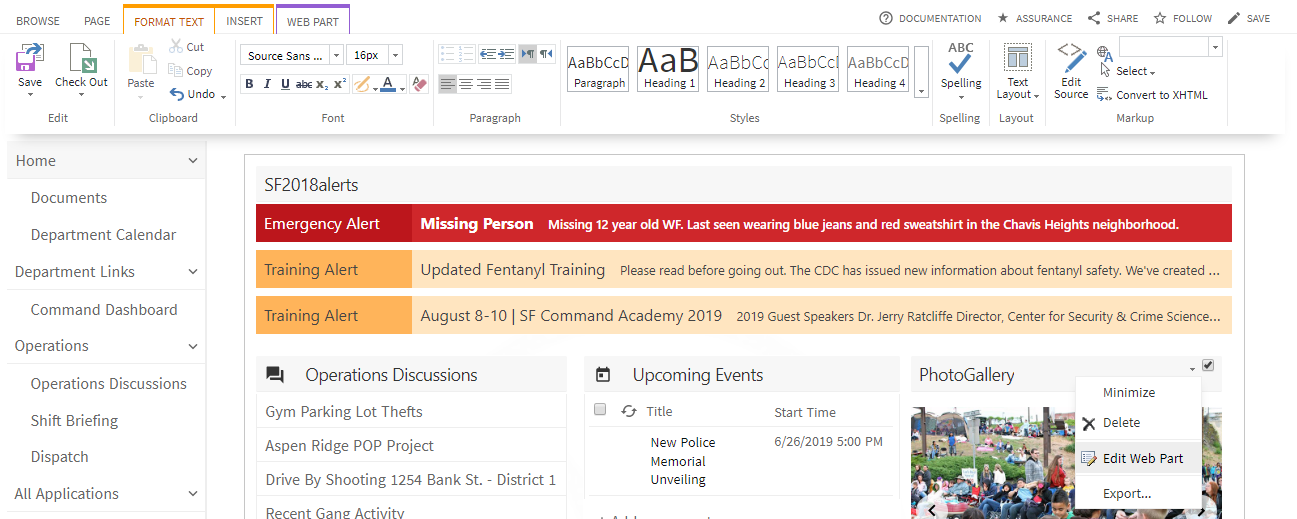 BROWSE PAGE FORMAT TEXT INSERT WEB PART DOCUMENTATION ASSURANCE SHARE FOLLOW SAVE
Save Check Out Paste Cut Copy Undo
Source Sans ... 16px
B I U abc x₂ x² A
AaBbCcD AaB AaBbCc AaBbCcD AaBbCcD
Paragraph Heading 1 Heading 2 Heading 3 Heading 4
ABC Spelling Text Layout Edit Source Select Convert to XHTML
Edit Clipboard Font Paragraph Styles Spelling Layout Markup
Home
Documents
Department Calendar
Department Links
Command Dashboard
Operations
Operations Discussions
Shift Briefing
Dispatch
All Applications
SF2018alerts
Emergency Alert Missing Person Missing 12 year old WF. Last seen wearing blue jeans and red sweatshirt in the Chavis Heights neighborhood.
Training Alert Updated Fentanyl Training Please read before going out. The CDC has issued new information about fentanyl safety. We've created ...
Training Alert August 8-10 | SF Command Academy 2019 2019 Guest Speakers Dr. Jerry Ratcliffe Director, Center for Security & Crime Science...
Operations Discussions
Gym Parking Lot Thefts
Aspen Ridge POP Project
Drive By Shooting 1254 Bank St. - District 1
Recent Gang Activity
Upcoming Events
Title Start Time
New Police 6/26/2019 5:00 PM
Memorial
Unveiling
PhotoGallery
Minimize
Delete
Edit Web Part
Export...